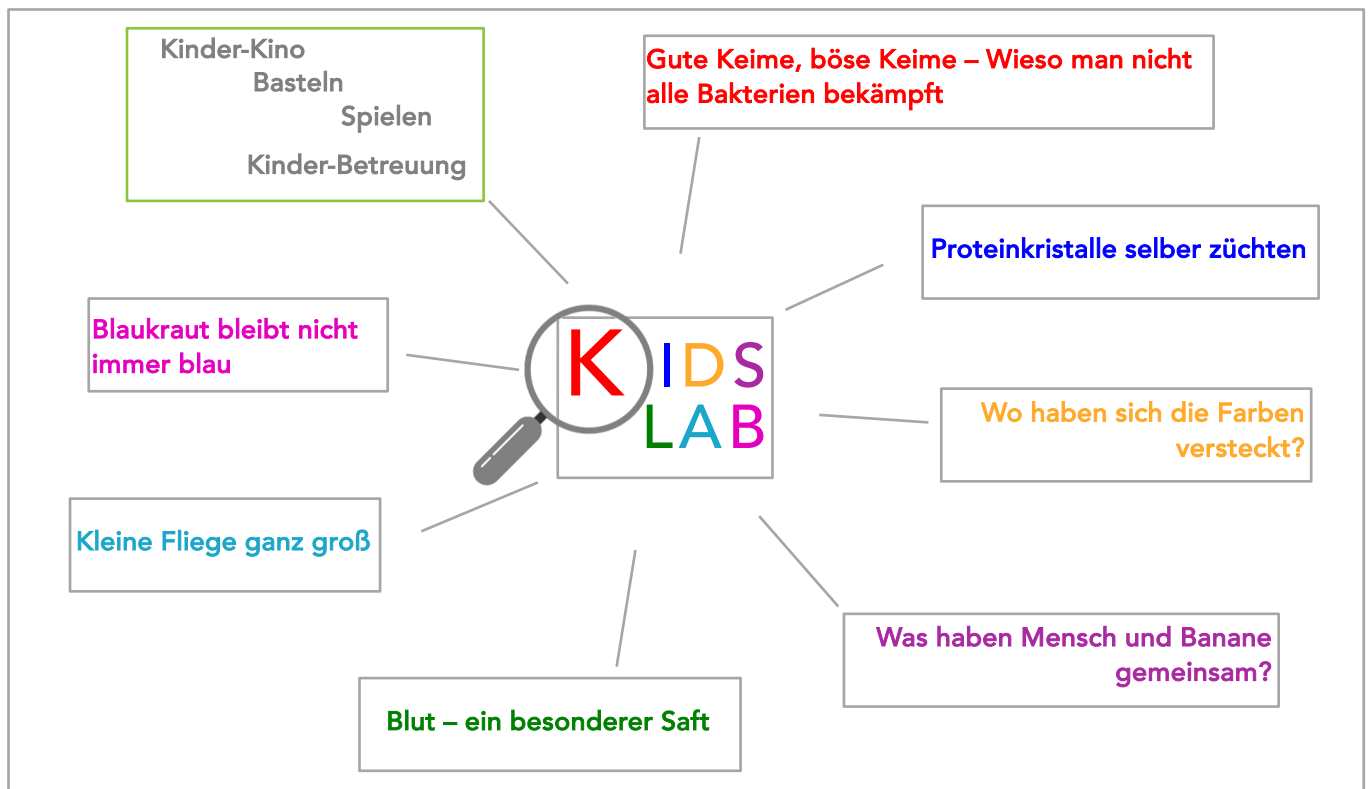 Kinder-Kino
Basteln
Spielen
Kinder-Betreuung
Gute Keime, böse Keime – Wieso man nicht
alle Bakterien bekämpft
Proteinkristalle selber züchten
Blaukraut bleibt nicht
immer blau
KIDS
LAB
Wo haben sich die Farben
versteckt?
Kleine Fliege ganz groß
Was haben Mensch und Banane
gemeinsam?
Blut – ein besonderer Saft